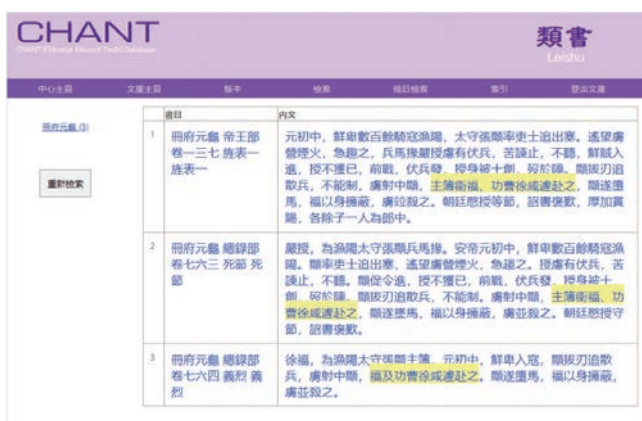 CHANT
CHANT (Chinese Ancient Texts) Database
類書
Leishu
中心主頁 文庫主頁 版本 檢索 條目檢索 索引 登出文庫
冊府元龜 (3)
重新檢索
書目 內文
1
冊府元龜 帝王部
卷一三七 旌表一
旌表一
元初中，鮮卑數百餘騎寇漁陽，太守張顯率吏士追出塞。遙望虜
營煙火，急趣之，兵馬掾嚴授慮有伏兵，苦諫止，不聽，鮮賊入
進，授不獲已，前戰，伏兵發，授身被十創，歿於陣，顯拔刃追
散兵，不能制，虜射中顯，主簿衛福、功曹徐咸遽赴之，顯遂墮
馬，福以身擁蔽，虜竝殺之。朝廷愍授等節，詔書褒歎，厚加賞
賜，各除子一人為郎中。
2
冊府元龜 總錄部
卷七六三 死節 死
節
嚴授，為漁陽太守張顯兵馬掾。安帝元初中，鮮卑數百餘騎寇漁
陽。顯率吏士追出塞，遙望虜營煙火，急趨之。授慮有伏兵，苦
諫止，不聽。顯促令進，授不獲已，前戰，伏兵發，授身被十
創，歿於陣，顯拔刃追散兵，不能制。虜射中顯，主簿衛福、功
曹徐咸遽赴之，顯遂墮馬，福以身擁蔽，虜並殺之。朝廷愍授守
節，詔書褒歎。
3
冊府元龜 總錄部
卷七六四 義烈 義
烈
徐福，為漁陽太守張顯主簿，元初中，鮮卑入寇，顯拔刃追散
兵，虜射中顯，福及功曹徐咸遽赴之。顯遂墮馬，福以身擁蔽，
虜並殺之。